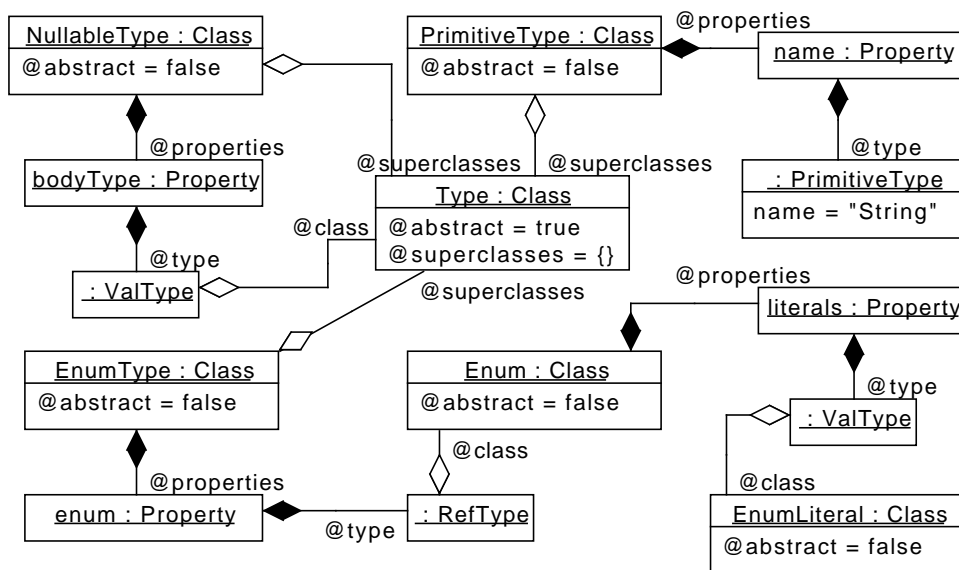 NullableType : Class
@abstract = false
PrimitiveType : Class
@abstract = false
@properties
name : Property
@properties
@superclasses
@superclasses
@type
bodyType : Property
Type : Class
@abstract = true
@superclasses = {}
: PrimitiveType
name = "String"
@class
@type
: ValType
@superclasses
@properties
literals : Property
EnumType : Class
@abstract = false
Enum : Class
@abstract = false
@type
: ValType
@class
@properties
@class
enum : Property
@type
: RefType
EnumLiteral : Class
@abstract = false